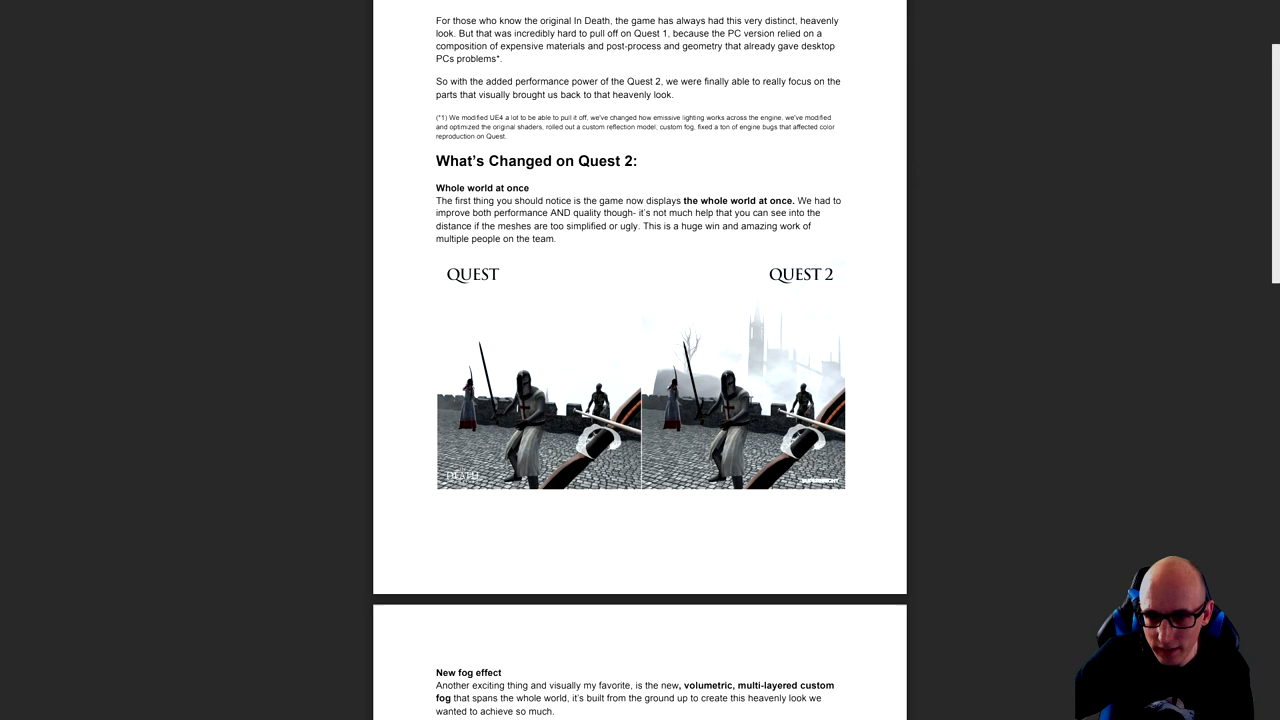 For those who know the original In Death, the game has always had this very distinct, heavenly
look. But that was incredibly hard to pull off on Quest 1, because the PC version relied on a
composition of expensive materials and post-process and geometry that already gave desktop
PCs problems*.
So with the added performance power of the Quest 2, we were finally able to really focus on the
parts that visually brought us back to that heavenly look.
(*1) We modified UE4 a lot to be able to pull it off, we've changed how emissive lighting works across the engine, we've modified
and optimized the original shaders, rolled out a custom reflection model, custom fog, fixed a ton of engine bugs that affected color
reproduction on Quest.
What's Changed on Quest 2:
Whole world at once
The first thing you should notice is the game now displays the whole world at once. We had to
improve both performance AND quality though- it's not much help that you can see into the
distance if the meshes are too simplified or ugly. This is a huge win and amazing work of
multiple people on the team.
QUEST
QUEST 2
DEATH
New fog effect
Another exciting thing and visually my favorite, is the new, volumetric, multi-layered custom
fog that spans the whole world, it's built from the ground up to create this heavenly look we
wanted to achieve so much.